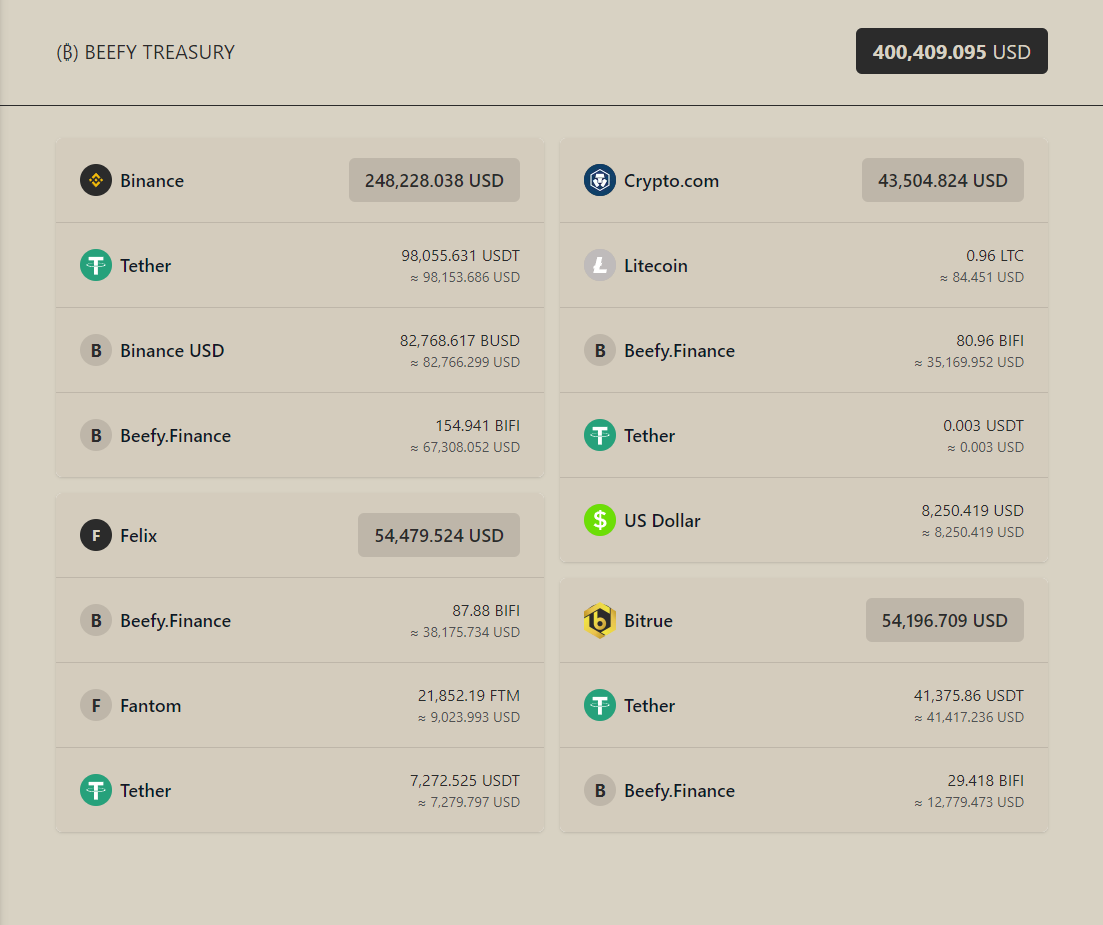 (₿) BEEFY TREASURY
400,409.095 USD
Binance
248,228.038 USD
Tether
98,055.631 USDT
≈ 98,153.686 USD
B
Binance USD
82,768.617 BUSD
≈ 82,766.299 USD
B
Beefy.Finance
154.941 BIFI
≈ 67,308.052 USD
F
Felix
54,479.524 USD
B
Beefy.Finance
87.88 BIFI
≈ 38,175.734 USD
F
Fantom
21,852.19 FTM
≈ 9,023.993 USD
Tether
7,272.525 USDT
≈ 7,279.797 USD
Crypto.com
43,504.824 USD
Litecoin
0.96 LTC
≈ 84.451 USD
B
Beefy.Finance
80.96 BIFI
≈ 35,169.952 USD
Tether
0.003 USDT
≈ 0.003 USD
$
US Dollar
8,250.419 USD
≈ 8,250.419 USD
Bitrue
54,196.709 USD
Tether
41,375.86 USDT
≈ 41,417.236 USD
B
Beefy.Finance
29.418 BIFI
≈ 12,779.473 USD